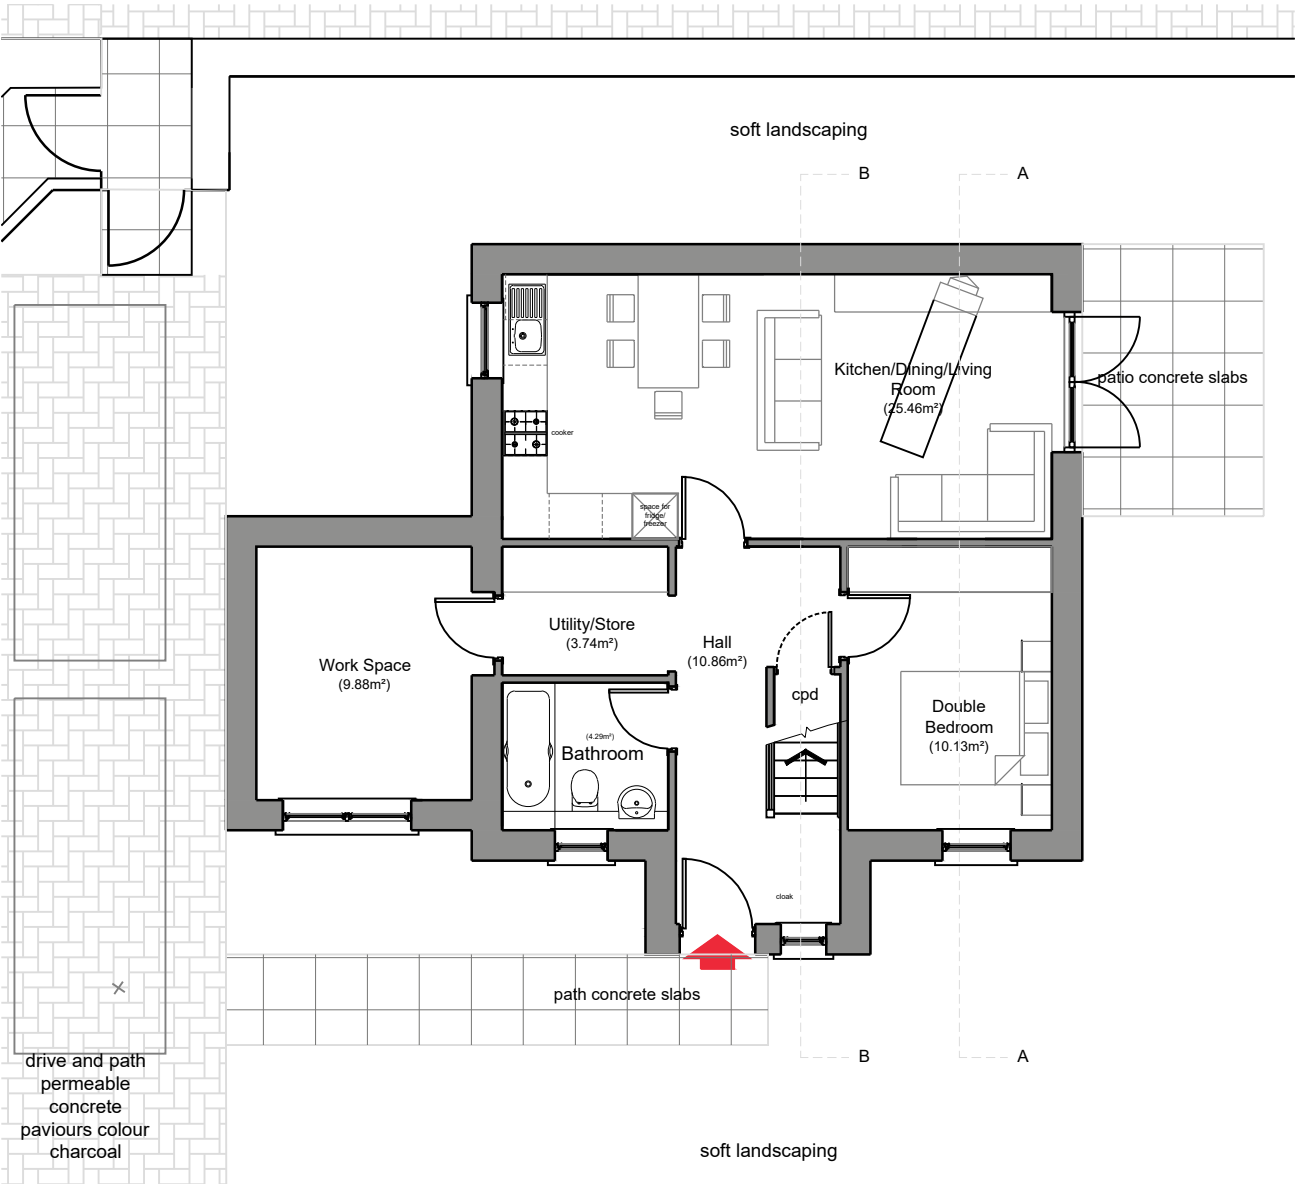 soft landscaping
B
A
Kitchen/Dining/Living
Room
(25.46m²)
patio concrete slabs
cooker
space for
fridge/
freezer
Utility/Store
(3.74m²)
Hall
(10.86m²)
Work Space
(9.88m²)
cpd
Double
Bedroom
(10.13m²)
(4.29m²)
Bathroom
cloak
path concrete slabs
B
A
drive and path
permeable
concrete
paviours colour
charcoal
soft landscaping